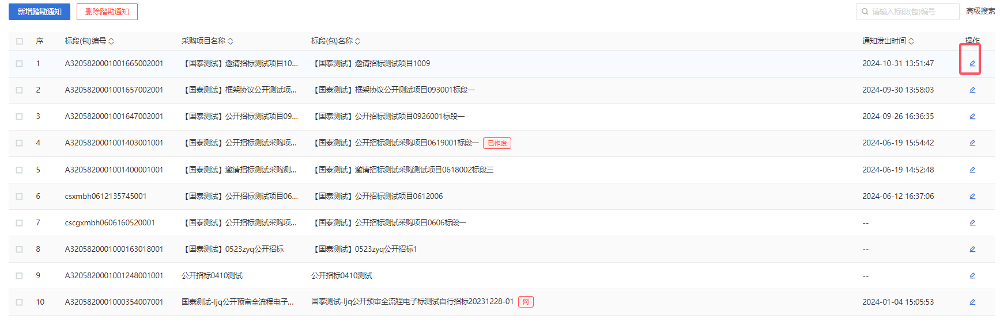 新增踏勘通知 删除踏勘通知 请输入标段(包)编号 高级搜索
序 标段(包)编号 采购项目名称 标段(包)名称 通知发出时间 操作
1 A3205820001001665002001 【国泰测试】邀请招标测试项目10... 【国泰测试】邀请招标测试项目1009 2024-10-31 13:51:47
2 A3205820001001657002001 【国泰测试】框架协议公开测试项... 【国泰测试】框架协议公开测试项目093001标段一 2024-09-30 13:58:03
3 A3205820001001647002001 【国泰测试】公开招标测试项目09... 【国泰测试】公开招标测试项目0926001标段一 2024-09-26 16:36:35
4 A3205820001001403001001 【国泰测试】公开招标测试采购项... 【国泰测试】公开招标测试采购项目0619001标段一 已作废 2024-06-19 15:54:42
5 A3205820001001400001001 【国泰测试】邀请招标测试采购测... 【国泰测试】邀请招标测试采购测试项目0618002标段三 2024-06-19 14:52:48
6 csxmbh0612135745001 【国泰测试】公开招标测试项目06... 【国泰测试】公开招标测试项目0612006 2024-06-12 16:37:06
7 cscgxmbh0606160520001 【国泰测试】公开招标测试采购项... 【国泰测试】公开招标测试采购项目0606标段一 --
8 A3205820001000163018001 【国泰测试】0523zyq公开招标 【国泰测试】0523zyq公开招标1 --
9 A3205820001001248001001 公开招标0410测试 公开招标0410测试 --
10 A3205820001000354007001 国泰测试-ljq公开预审全流程电子... 国泰测试-ljq公开预审全流程电子标测试自行招标20231228-01 网 2024-01-04 15:05:53